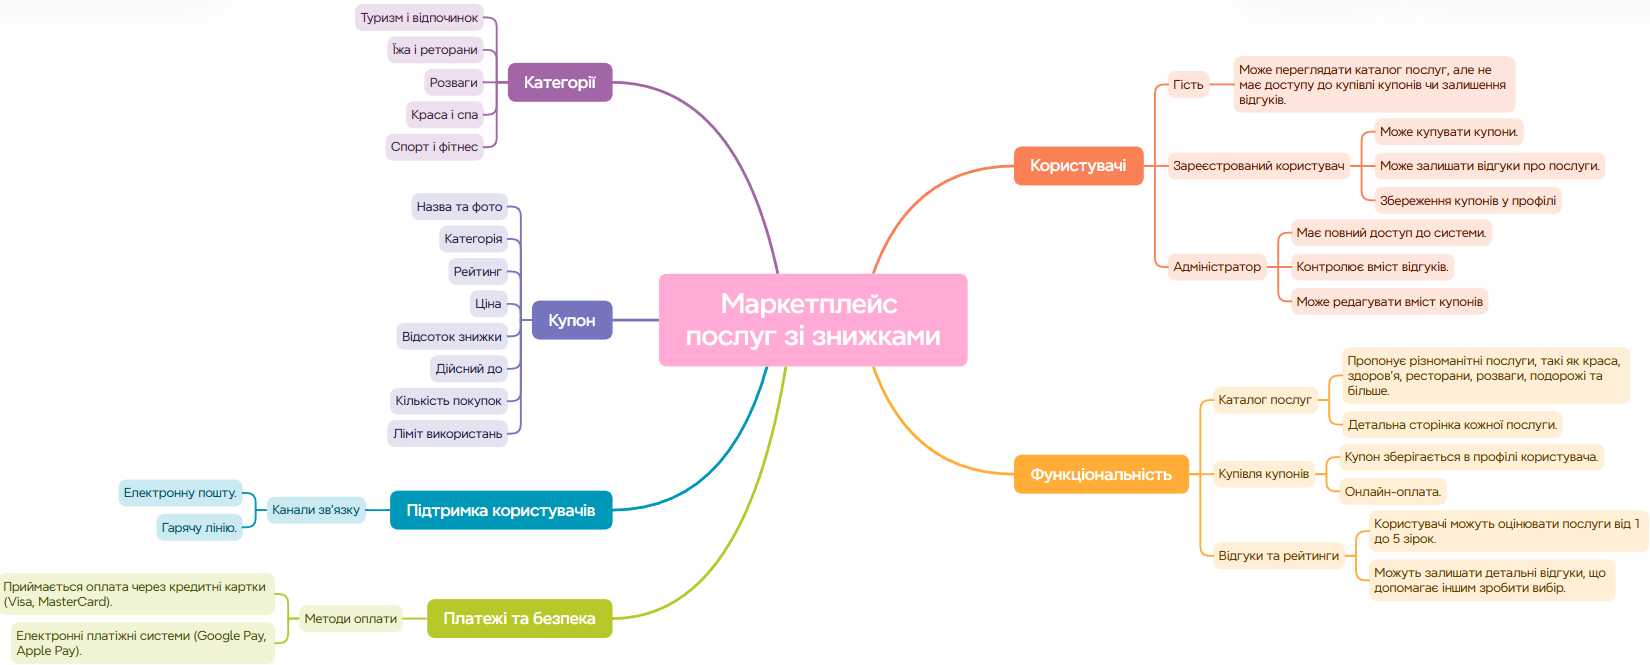 Маркетплейс
послуг зі знижками
Категорії
Туризм і відпочинок
Їжа і реторани
Розваги
Краса і спа
Спорт і фітнес
Купон
Назва та фото
Категорія
Рейтинг
Ціна
Відсоток знижки
Дійсний до
Кількість покупок
Ліміт використань
Підтримка користувачів
Канали зв'язку
Електронну пошту.
Гарячу лінію.
Платежі та безпека
Методи оплати
Приймається оплата через кредитні картки
(Visa, MasterCard).
Електронні платіжні системи (Google Pay,
Apple Pay).
Користувачі
Гість
Може переглядати каталог послуг, але не
має доступу до купівлі купонів чи залишення
відгуків.
Зареєстрований користувач
Може купувати купони.
Може залишати відгуки про послуги.
Збереження купонів у профілі
Адміністратор
Має повний доступ до системи.
Контролює вміст відгуків.
Може редагувати вміст купонів
Функціональність
Каталог послуг
Пропонує різноманітні послуги, такі як краса,
здоров'я, ресторани, розваги, подорожі та
більше.
Детальна сторінка кожної послуги.
Купівля купонів
Купон зберігається в профілі користувача.
Онлайн-оплата.
Відгуки та рейтинги
Користувачі можуть оцінювати послуги від 1
до 5 зірок.
Можуть залишати детальні відгуки, що
допомагає іншим зробити вибір.